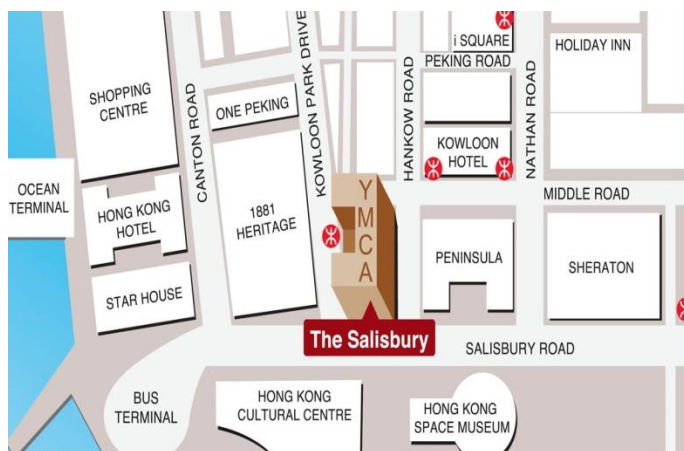 i SQUARE
PEKING ROAD
HOLIDAY INN
SHOPPING
CENTRE
CANTON ROAD
ONE PEKING
KOWLOON PARK DRIVE
HANKOW ROAD
NATHAN ROAD
KOWLOON
HOTEL
OCEAN
TERMINAL
HONG KONG
HOTEL
1881
HERITAGE
YMCA
MIDDLE ROAD
PENINSULA
SHERATON
STAR HOUSE
The Salisbury
SALISBURY ROAD
BUS
TERMINAL
HONG KONG
CULTURAL CENTRE
HONG KONG
SPACE MUSEUM